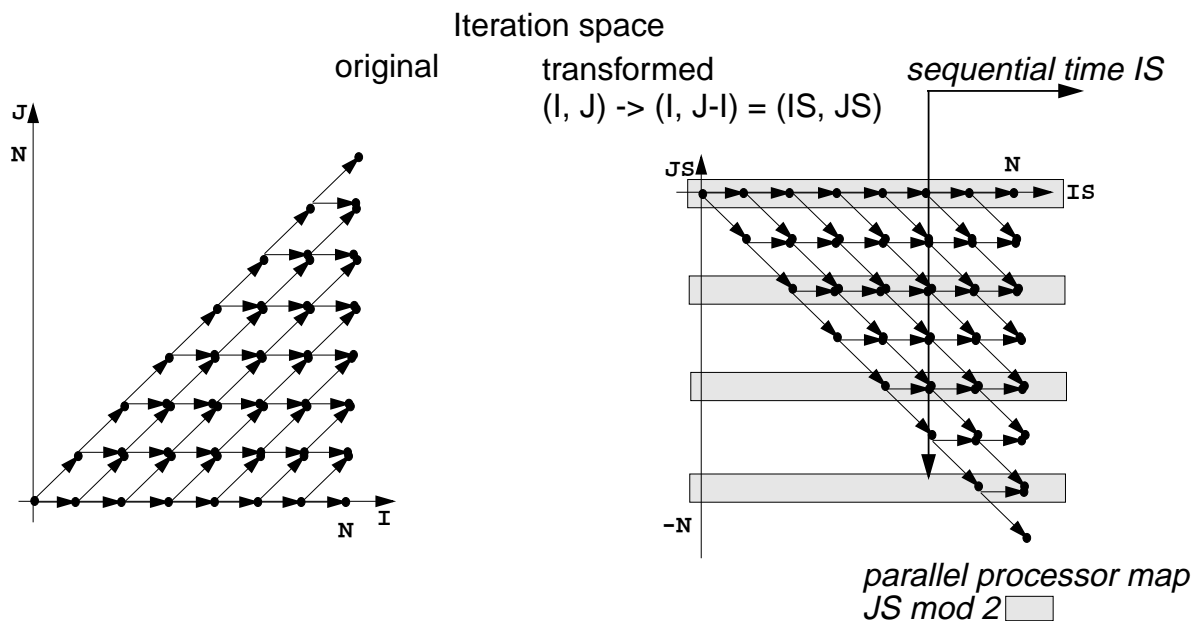 Iteration space
original
transformed
(I, J) -> (I, J-I) = (IS, JS)
sequential time IS
J
N
N
I
JS
N
IS
-N
parallel processor map
JS mod 2